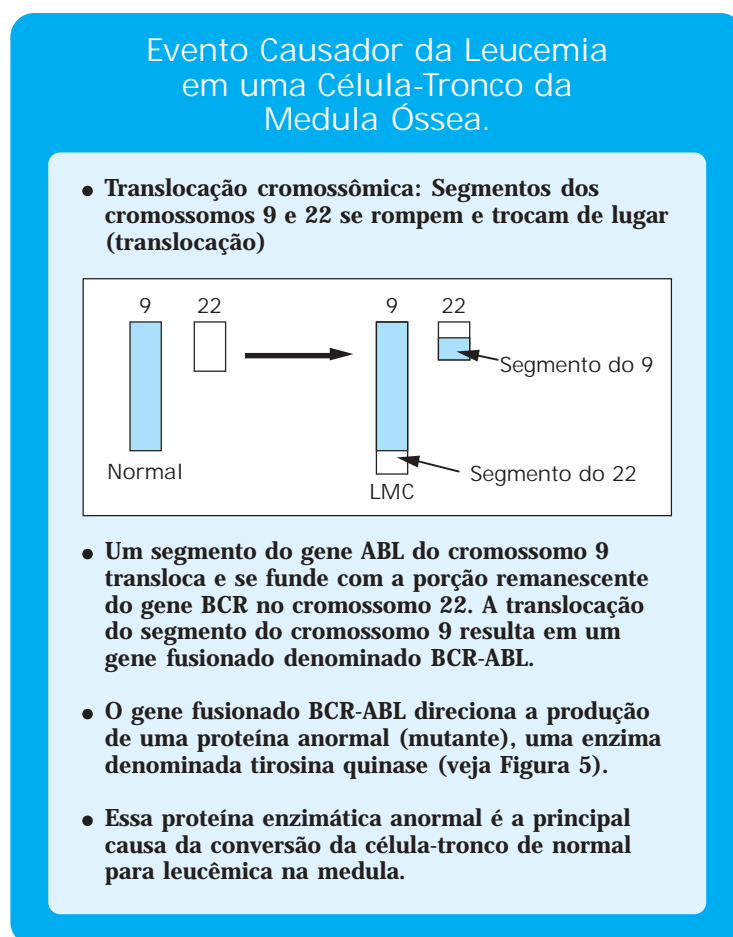 Evento Causador da Leucemia
em uma Célula-Tronco da
Medula Óssea.
• Translocação cromossômica: Segmentos dos
cromossomos 9 e 22 se rompem e trocam de lugar
(translocação)
9 22 9 22
Segmento do 9
Normal
Segmento do 22
LMC
• Um segmento do gene ABL do cromossomo 9
transloca e se funde com a porção remanescente
do gene BCR no cromossomo 22. A translocação
do segmento do cromossomo 9 resulta em um
gene fusionado denominado BCR-ABL.
• O gene fusionado BCR-ABL direciona a produção
de uma proteína anormal (mutante), uma enzima
denominada tirosina quinase (veja Figura 5).
• Essa proteína enzimática anormal é a principal
causa da conversão da célula-tronco de normal
para leucêmica na medula.